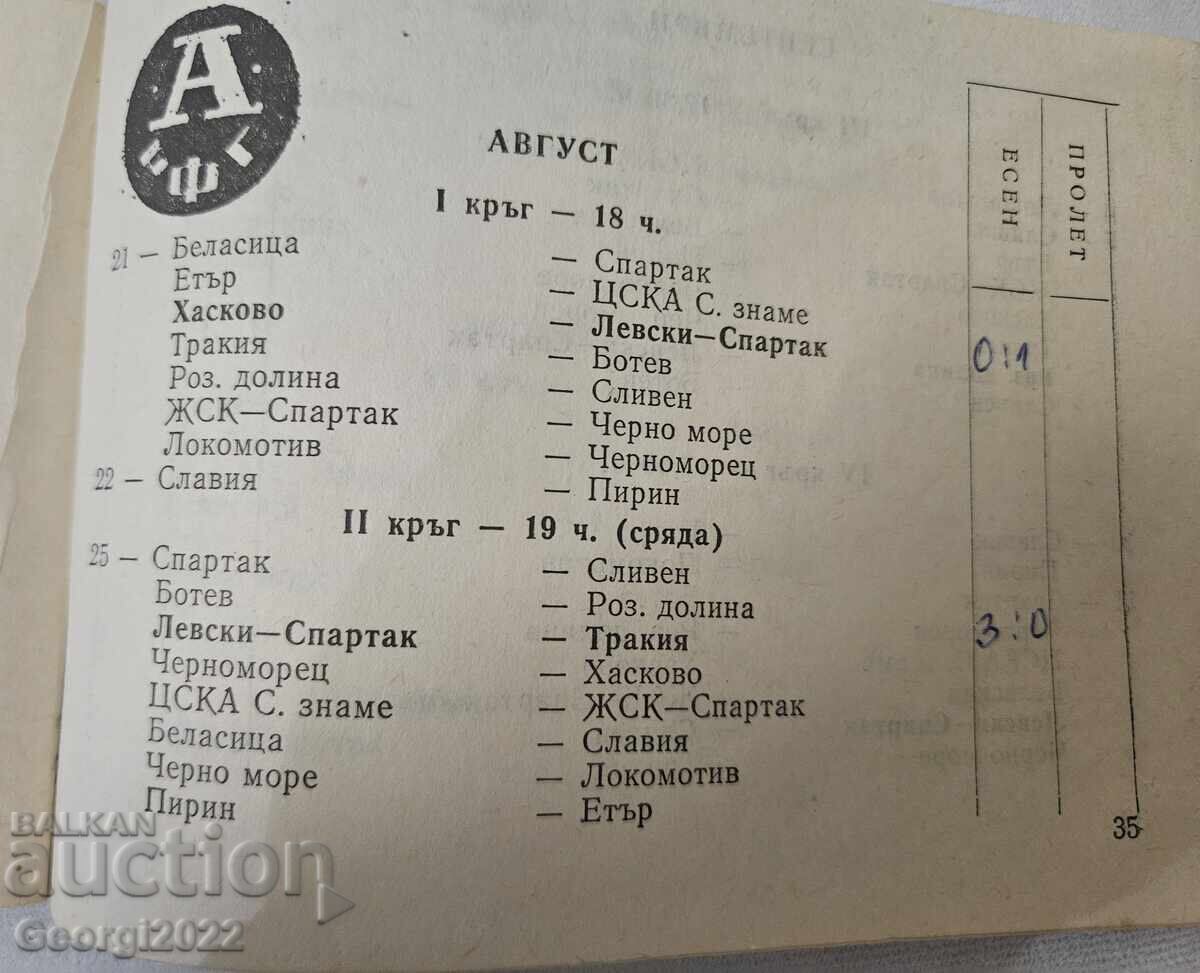 А
ЕФГ
АВГУСТ
ЕСЕН
ПРОЛЕТ
I кръг — 18 ч.
21 — Беласица — Спартак
Етър — ЦСКА С. знаме
Хасково — Левски—Спартак 0:1
Тракия — Ботев
Роз. долина — Сливен
ЖСК—Спартак — Черно море
Локомотив — Черноморец
22 — Славия — Пирин
II кръг — 19 ч. (сряда)
25 — Спартак — Сливен
Ботев — Роз. долина
Левски—Спартак — Тракия 3:0
Черноморец — Хасково
ЦСКА С. знаме — ЖСК—Спартак
Беласица — Славия
Черно море — Локомотив
Пирин — Етър
35
BALKAN
auction
Georgi2022